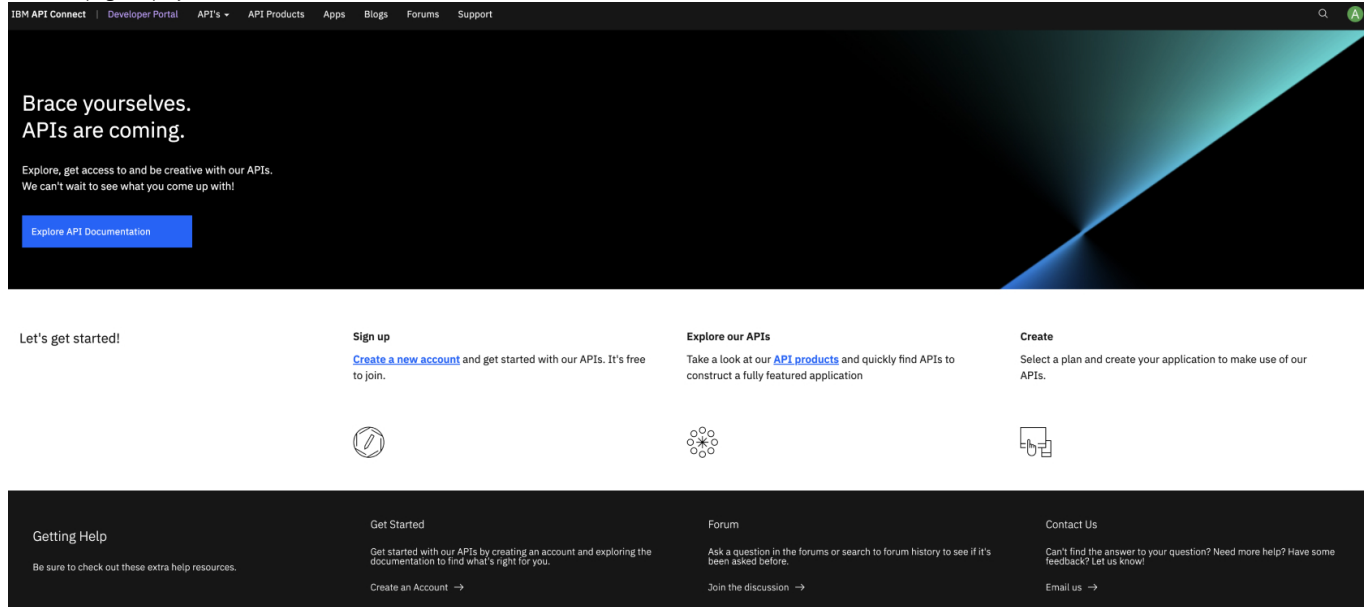 IBM API Connect | Developer Portal API's API Products Apps Blogs Forums Support
A
Brace yourselves.
APIs are coming.
Explore, get access to and be creative with our APIs.
We can't wait to see what you come up with!
Explore API Documentation
Let's get started!
Sign up
Create a new account and get started with our APIs. It's free
to join.
Explore our APIs
Take a look at our API products and quickly find APIs to
construct a fully featured application
Create
Select a plan and create your application to make use of our
APIs.
Getting Help
Be sure to check out these extra help resources.
Get Started
Get started with our APIs by creating an account and exploring the
documentation to find what's right for you.
Create an Account →
Forum
Ask a question in the forums or search to forum history to see if it's
been asked before.
Join the discussion →
Contact Us
Can't find the answer to your question? Need more help? Have some
feedback? Let us know!
Email us →